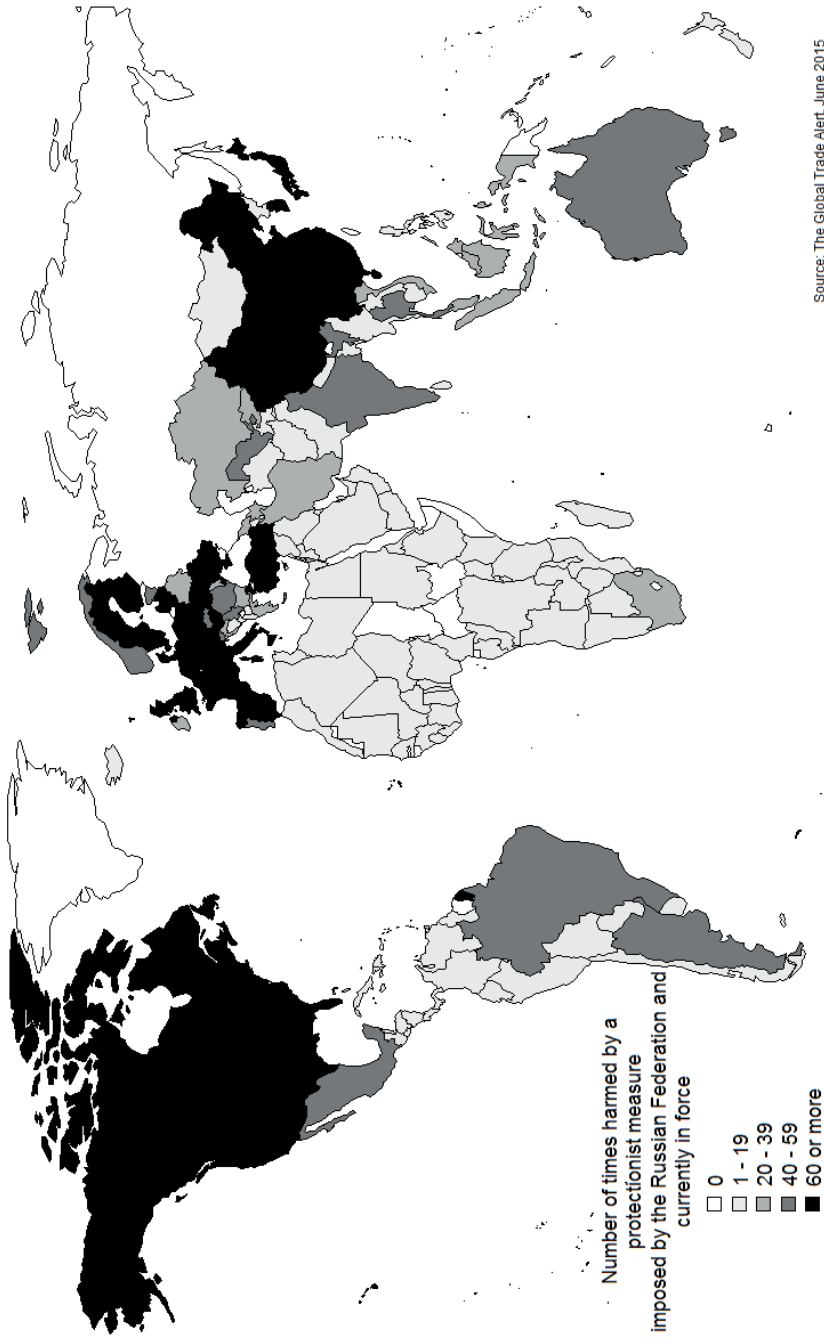 Number of times harmed by a
protectionist measure
imposed by the Russian Federation and
currently in force
0
1 - 19
20 - 39
40 - 59
60 or more
Source: The Global Trade Alert. June 2015